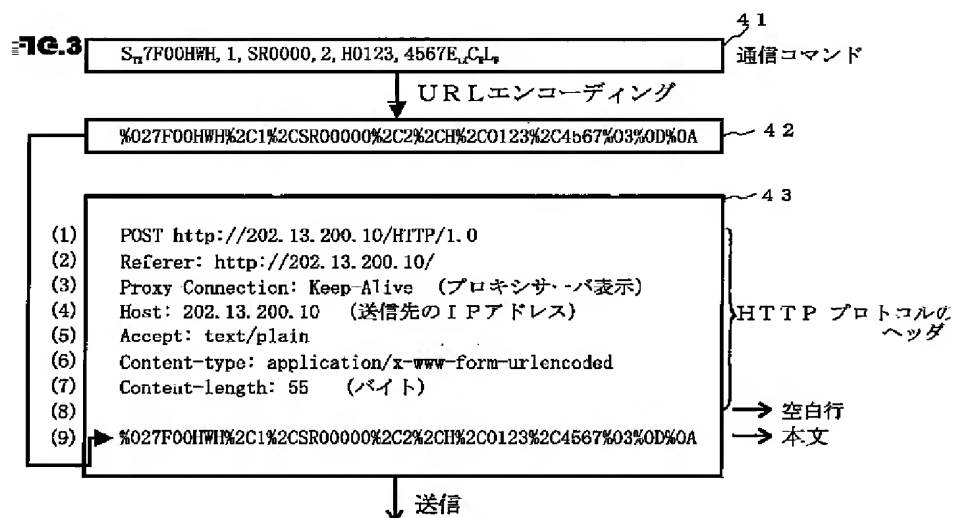 FIG.3
41
S_TX7F00HWH, 1, SR0000, 2, H0123, 4567E_TXC_RL_F
通信コマンド
URLエンコーディング
%027F00HWH%2C1%2CSR00000%2C2%2CH%2C0123%2C4567%03%0D%0A
42
43
(1) POST http://202.13.200.10/HTTP/1.0
(2) Referer: http://202.13.200.10/
(3) Proxy Connection: Keep-Alive (プロキシサーバ表示)
(4) Host: 202.13.200.10 (送信先のIPアドレス)
(5) Accept: text/plain
(6) Content-type: application/x-www-form-urlencoded
(7) Content-length: 55 (バイト)
HTTP プロトコルの
ヘッダ
(8) 空白行
(9) %027F00HWH%2C1%2CSR00000%2C2%2CH%2C0123%2C4567%03%0D%0A 本文
送信